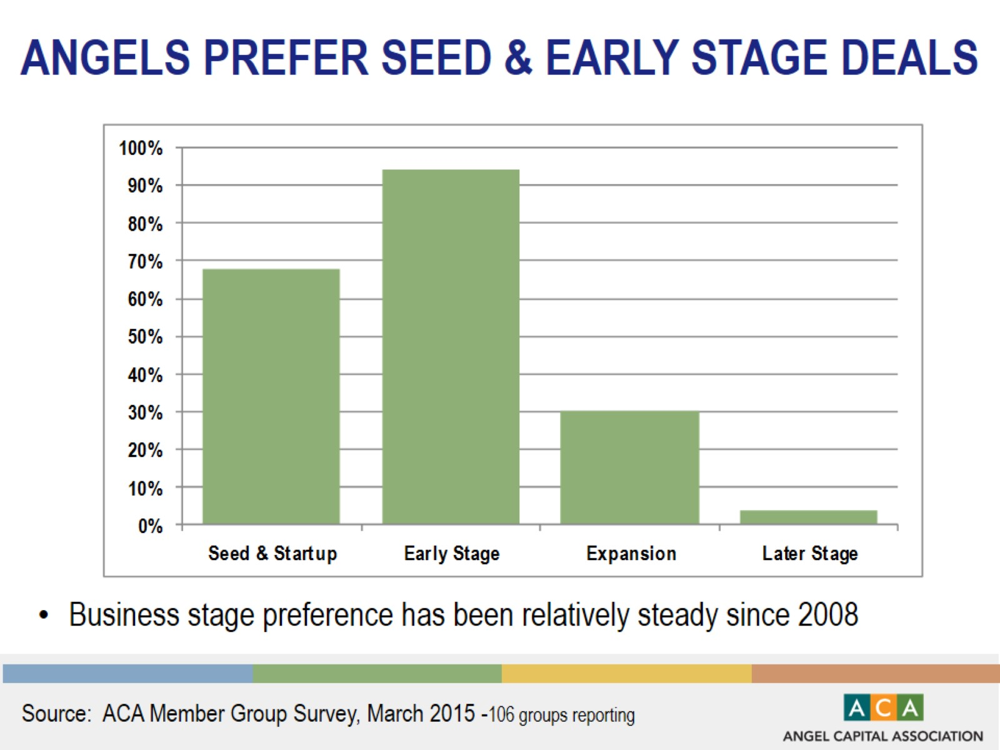 ANGELS PREFER SEED & EARLY STAGE DEALS
100%
90%
80%
70%
60%
50%
40%
30%
20%
10%
0%
Seed & Startup Early Stage Expansion Later Stage
• Business stage preference has been relatively steady since 2008
Source: ACA Member Group Survey, March 2015 -106 groups reporting
ACA
ANGEL CAPITAL ASSOCIATION